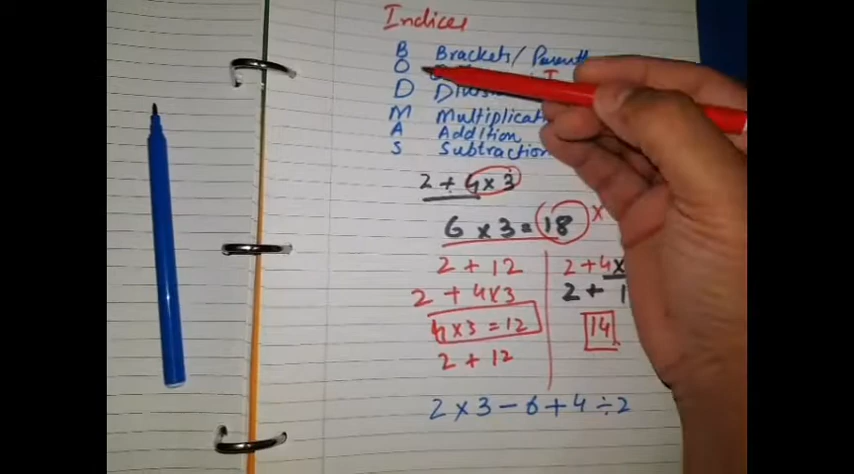 Indices
B Brackets/
O
D
M
A Addition
S Subtraction
2 + 4 x 3
6 x 3 = 18 x
2 + 12
2 + 4 x 3
4 x 3 = 12
2 + 12
2 + 4 x
2 +
14
2 x 3 - 6 + 4 ÷ 2